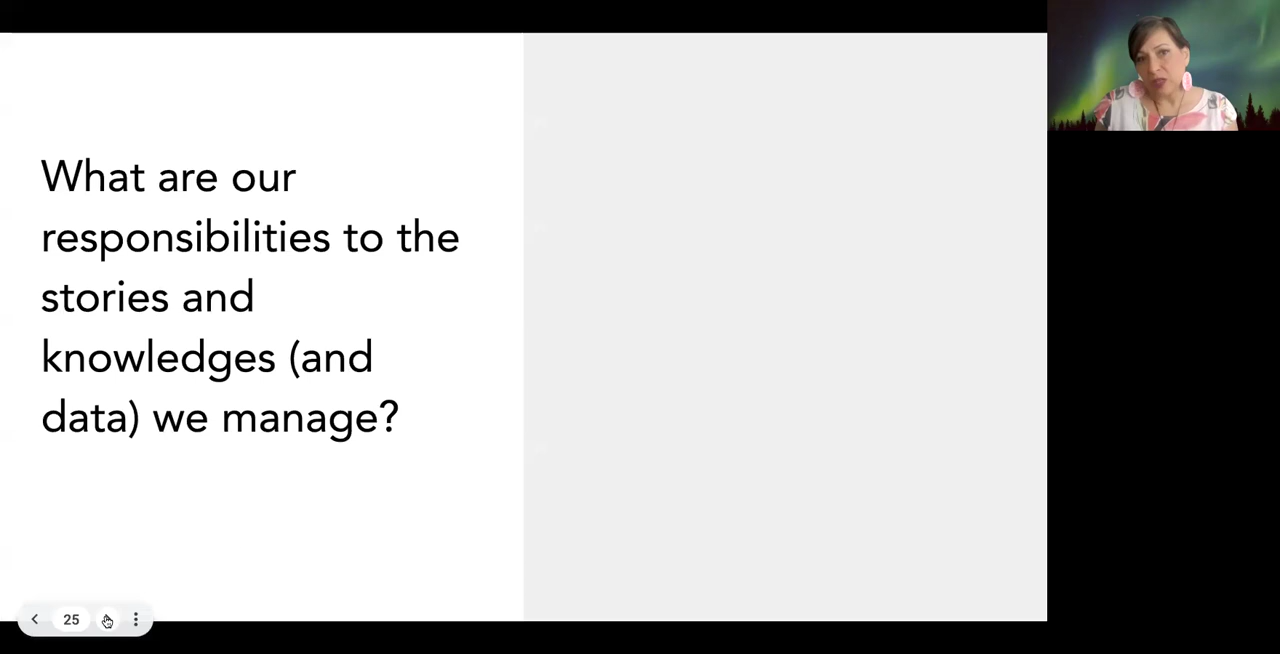 What are our
responsibilities to the
stories and
knowledges (and
data) we manage?
25